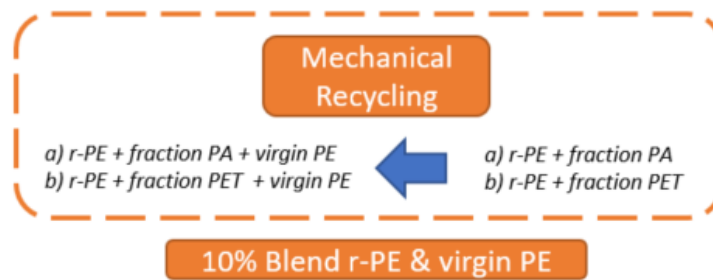 Mechanical
Recycling
a) r-PE + fraction PA + virgin PE
b) r-PE + fraction PET + virgin PE
a) r-PE + fraction PA
b) r-PE + fraction PET
10% Blend r-PE & virgin PE